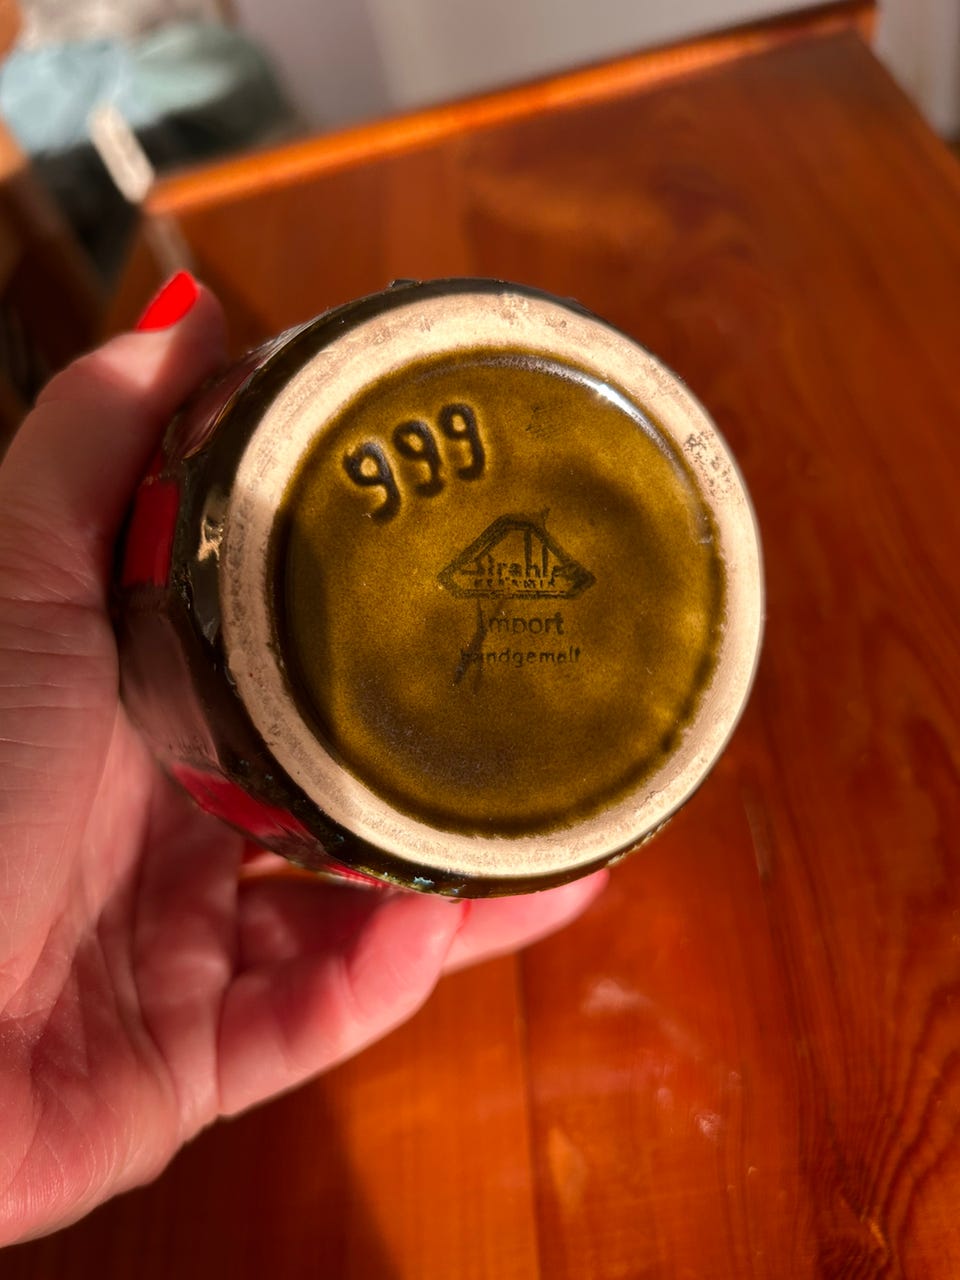 999
Strehla
KERAMIK
Import
handgemalt